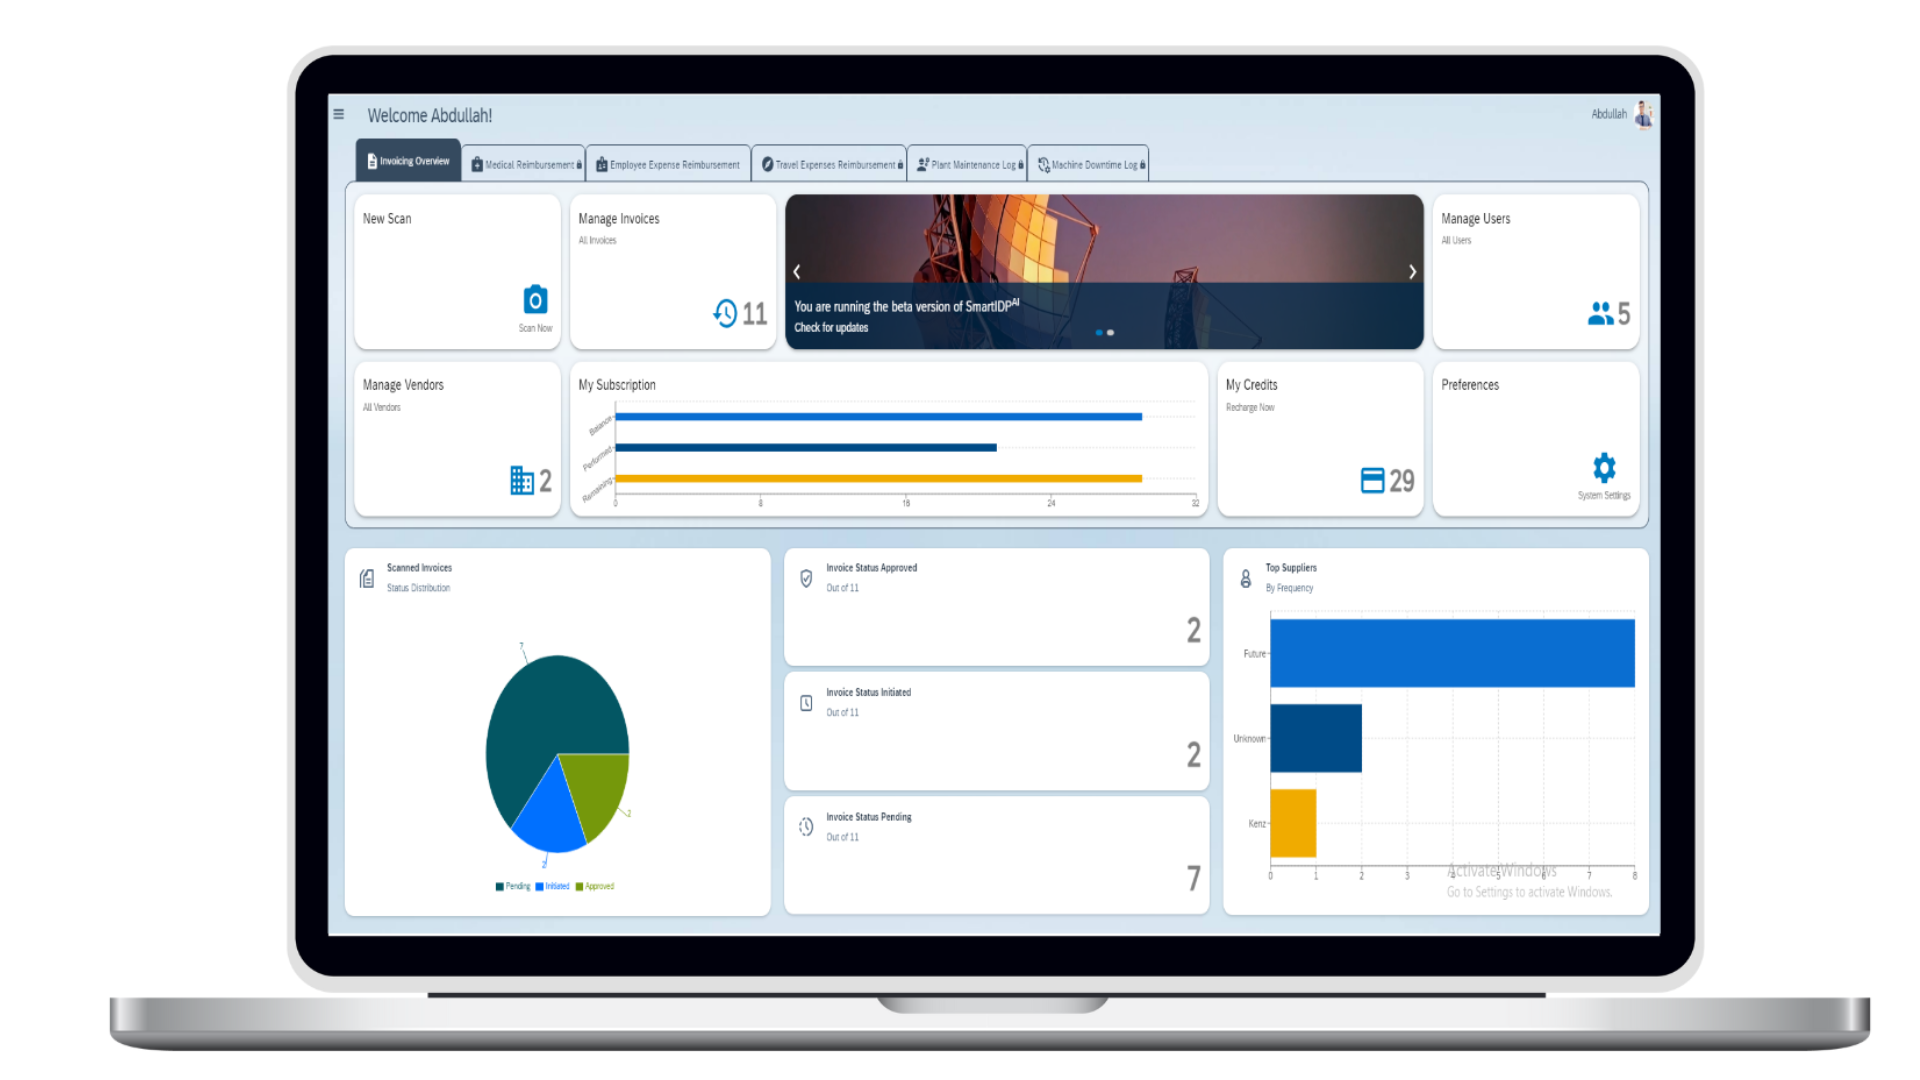 Welcome Abdullah!
Abdullah
Invoicing Overview
Medical Reimbursement
Employee Expense Reimbursement
Travel Expenses Reimbursement
Plant Maintenance Log
Machine Downtime Log
New Scan
Scan Now
Manage Invoices
All Invoices
11
You are running the beta version of SmartIDP^AI
Check for updates
Manage Users
All Users
5
Manage Vendors
All Vendors
2
My Subscription
Balance
Performed
Remaining
0 8 16 24 32
My Credits
Recharge Now
29
Preferences
System Settings
Scanned Invoices
Status Distribution
7
2
2
Pending Initiated Approved
Invoice Status Approved
Out of 11
2
Invoice Status Initiated
Out of 11
2
Invoice Status Pending
Out of 11
7
Top Suppliers
By Frequency
Future
Unknown
Kenz
0 1 2 3 4 5 6 7 8
Activate Windows
Go to Settings to activate Windows.